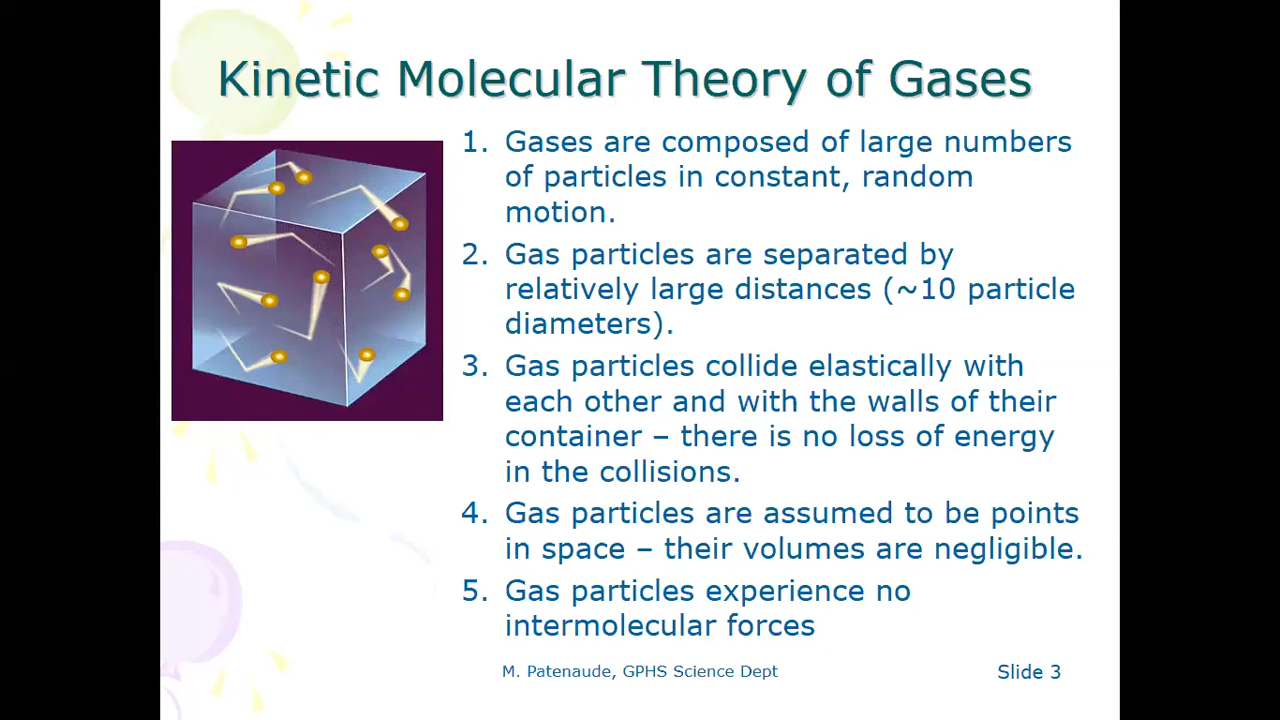 Kinetic Molecular Theory of Gases
1. Gases are composed of large numbers
of particles in constant, random
motion.
2. Gas particles are separated by
relatively large distances (~10 particle
diameters).
3. Gas particles collide elastically with
each other and with the walls of their
container – there is no loss of energy
in the collisions.
4. Gas particles are assumed to be points
in space – their volumes are negligible.
5. Gas particles experience no
intermolecular forces
M. Patenaude, GPHS Science Dept
Slide 3